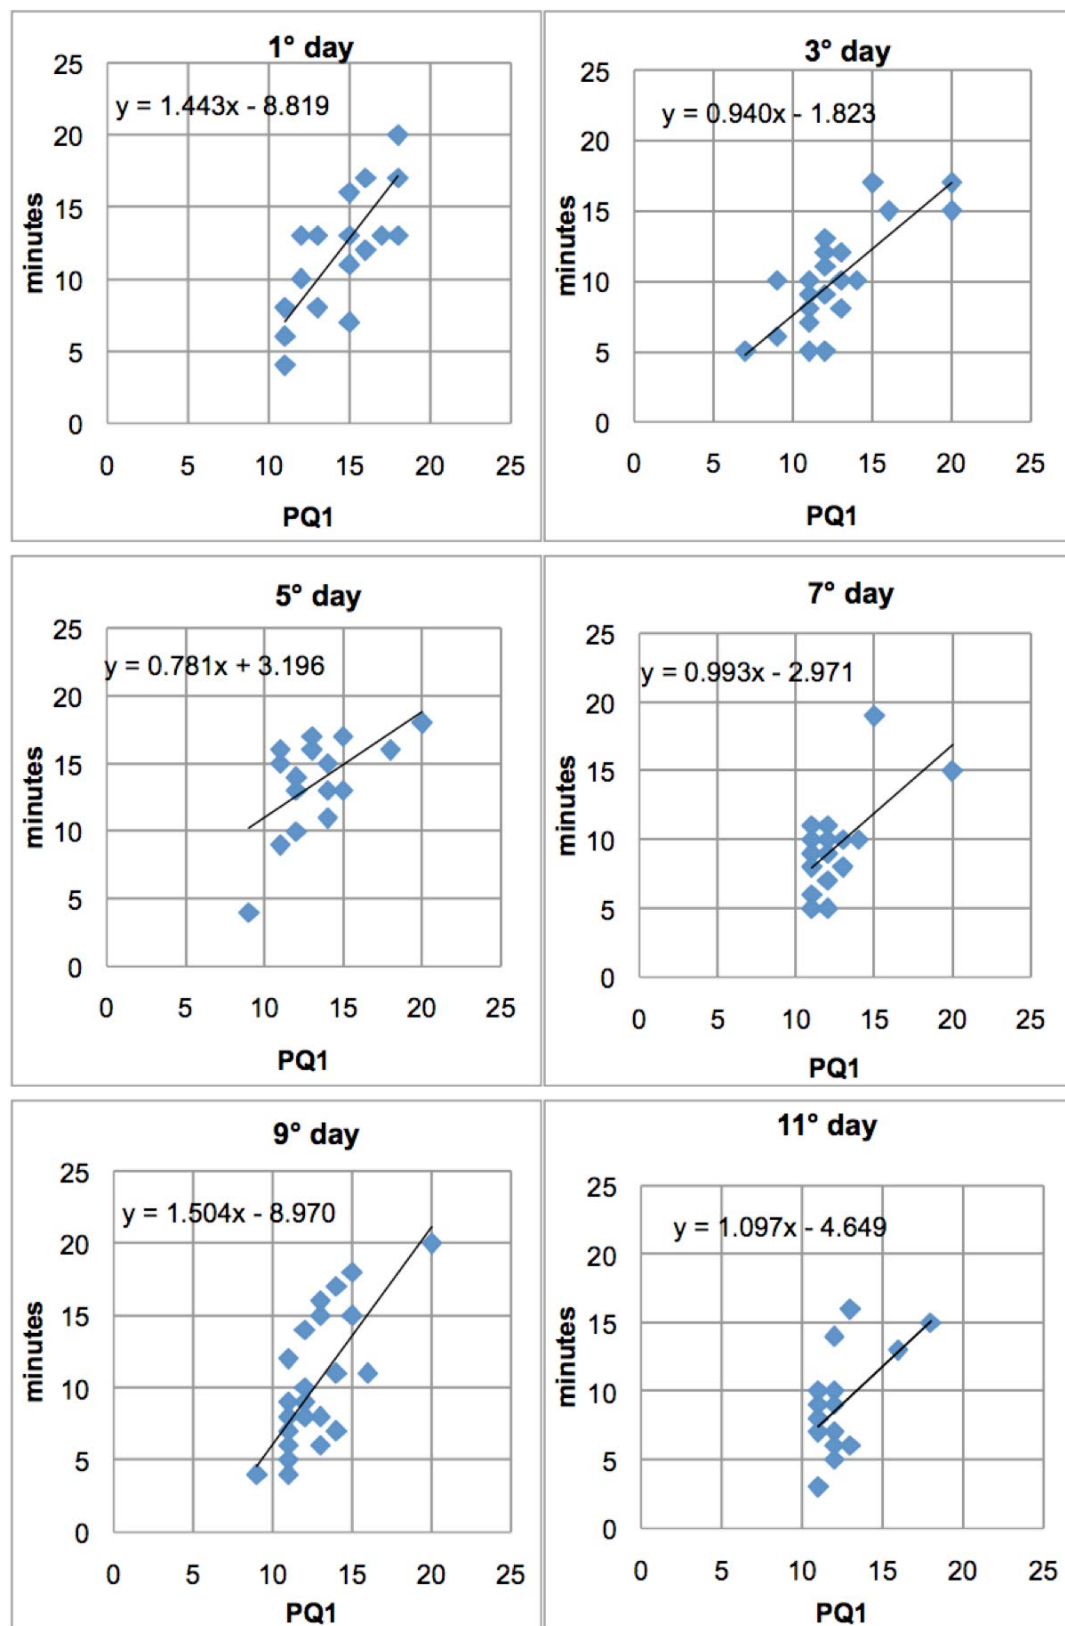 1° day
y = 1.443x - 8.819
minutes
25
20
15
10
5
0
0 5 10 15 20 25
PQ1
3° day
y = 0.940x - 1.823
minutes
25
20
15
10
5
0
0 5 10 15 20 25
PQ1
5° day
y = 0.781x + 3.196
minutes
25
20
15
10
5
0
0 5 10 15 20 25
PQ1
7° day
y = 0.993x - 2.971
minutes
25
20
15
10
5
0
0 5 10 15 20 25
PQ1
9° day
y = 1.504x - 8.970
minutes
25
20
15
10
5
0
0 5 10 15 20 25
PQ1
11° day
y = 1.097x - 4.649
minutes
25
20
15
10
5
0
0 5 10 15 20 25
PQ1